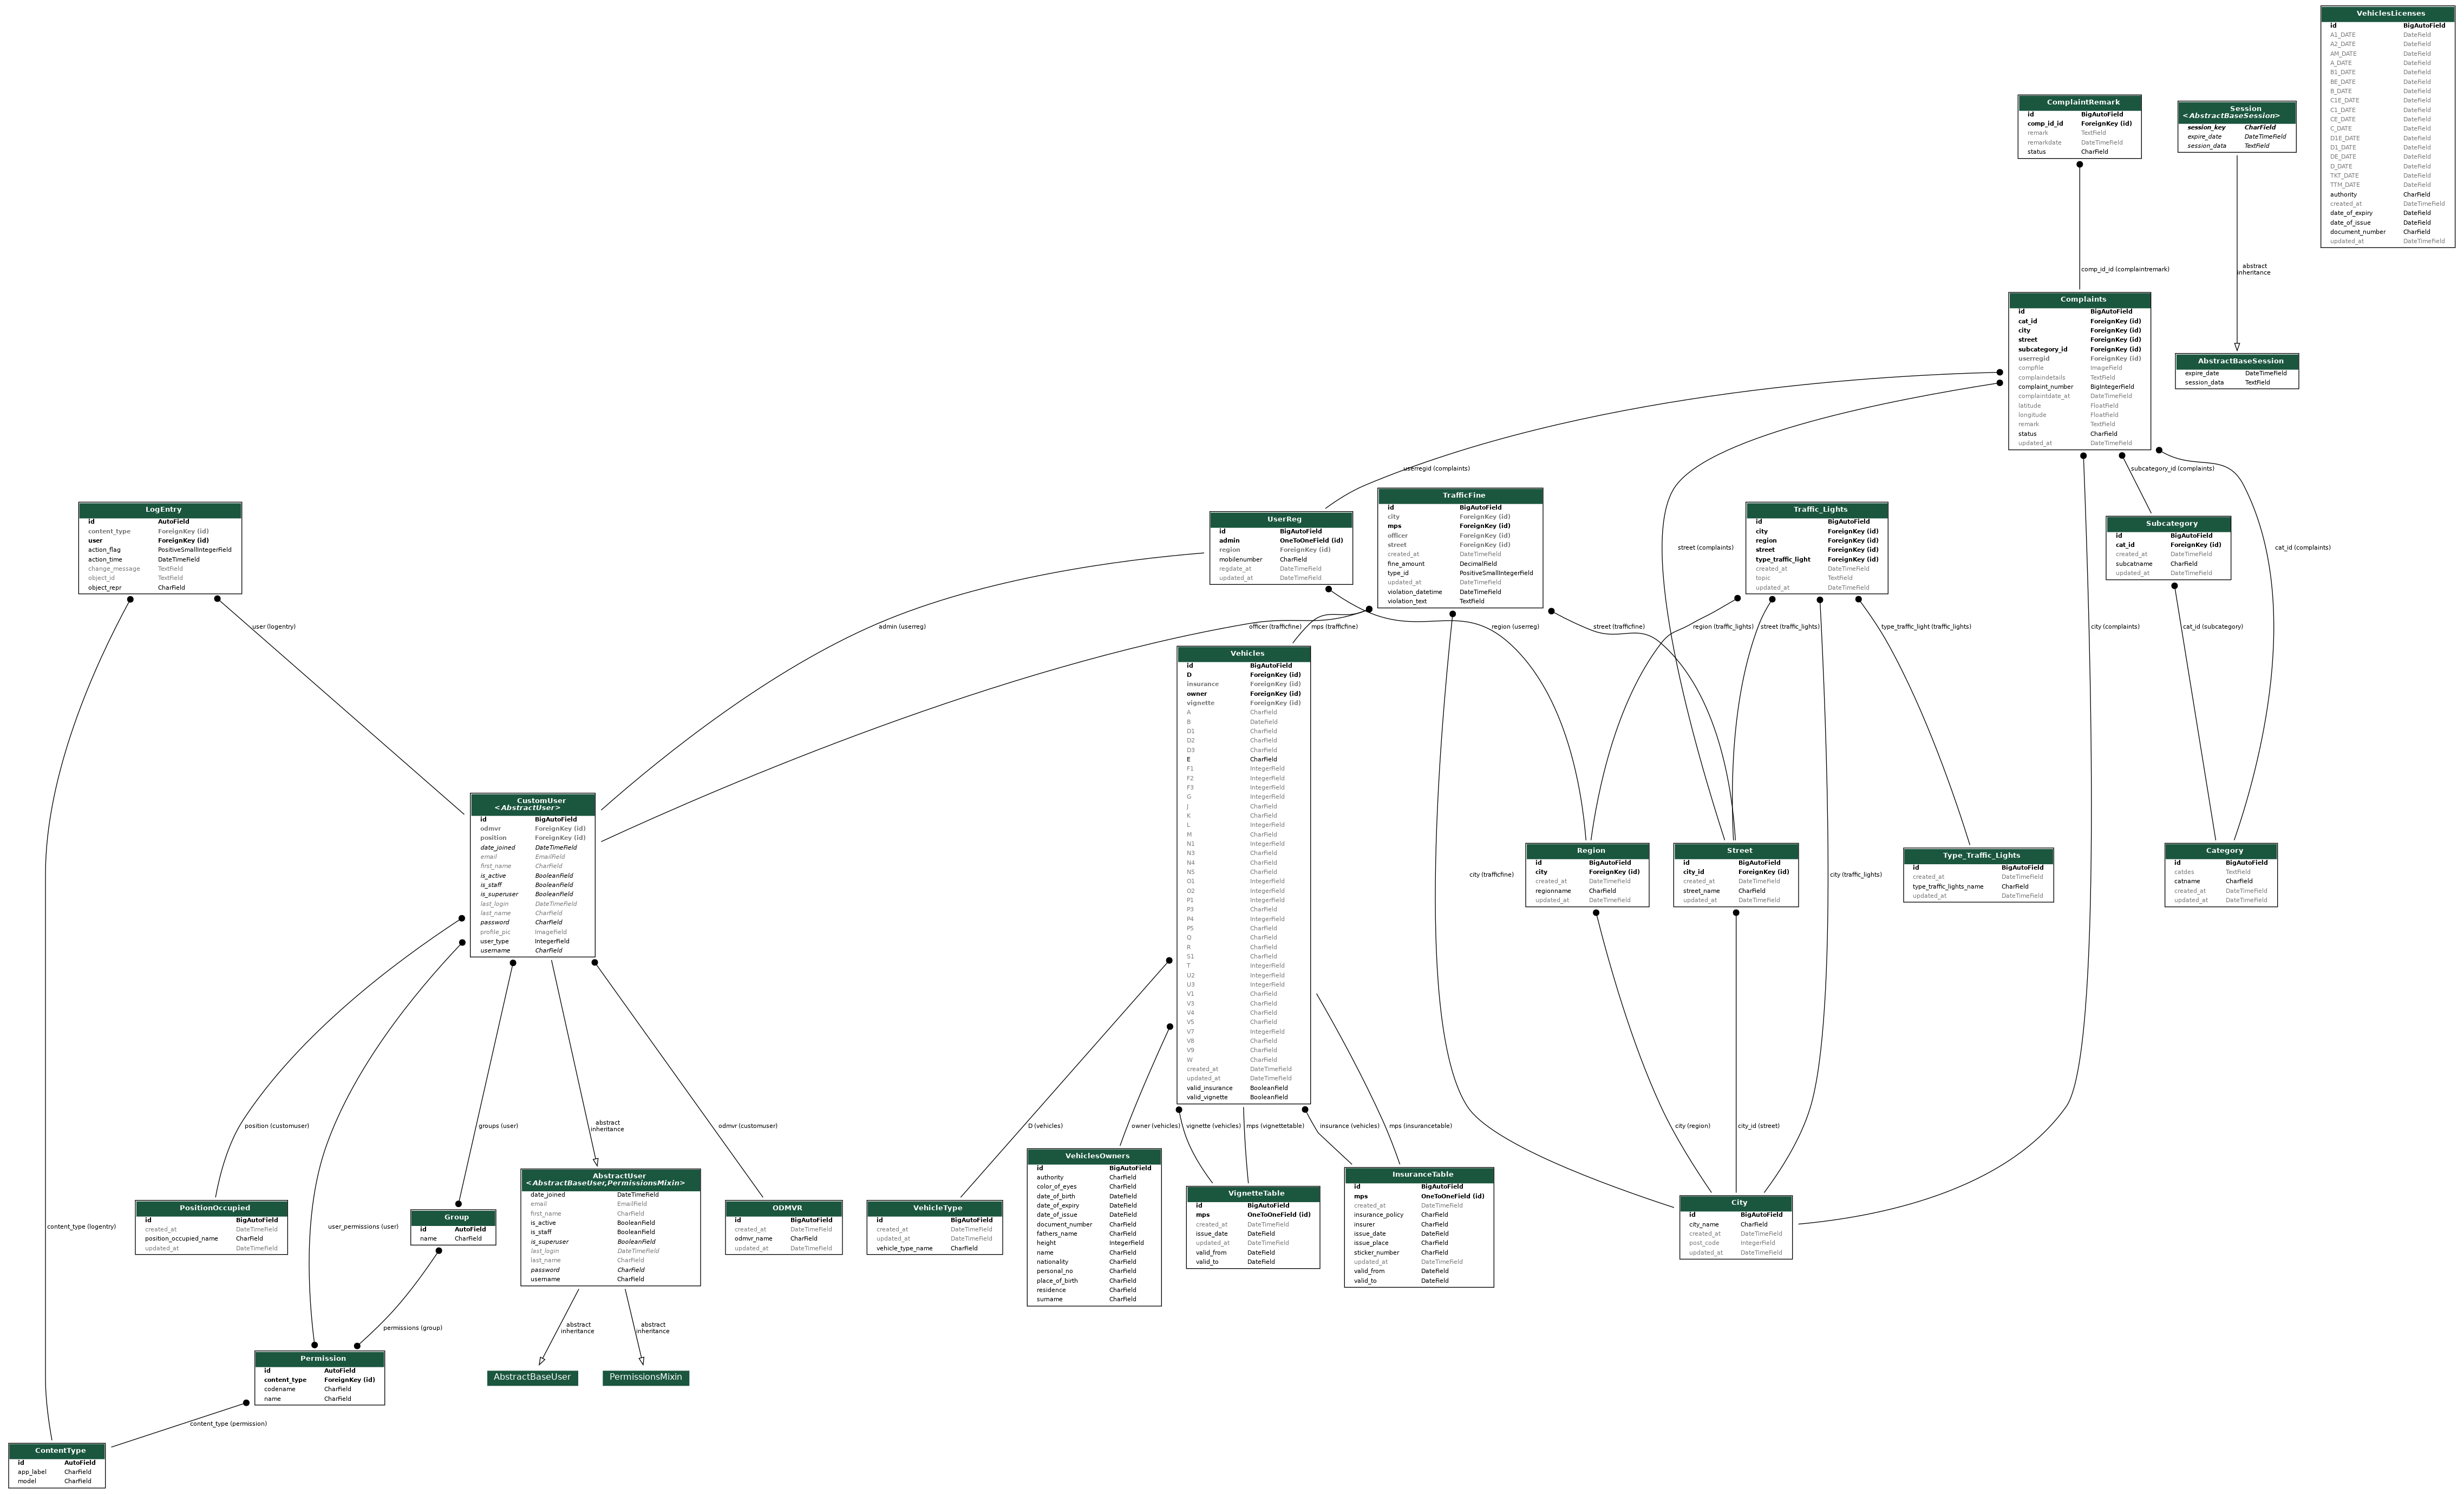 VehiclesLicenses
id BigAutoField
A1_DATE DateField
A2_DATE DateField
AM_DATE DateField
A_DATE DateField
B1_DATE DateField
BE_DATE DateField
B_DATE DateField
C1E_DATE DateField
C1_DATE DateField
CE_DATE DateField
C_DATE DateField
D1E_DATE DateField
D1_DATE DateField
DE_DATE DateField
D_DATE DateField
TKT_DATE DateField
TTM_DATE DateField
authority CharField
created_at DateTimeField
date_of_expiry DateField
date_of_issue DateField
document_number CharField
updated_at DateTimeField
ComplaintRemark
id BigAutoField
comp_id_id ForeignKey (id)
remark TextField
remarkdate DateTimeField
status CharField
Session
<AbstractBaseSession>
session_key CharField
expire_date DateTimeField
session_data TextField
comp_id_id (complaintremark)
abstract
inheritance
Complaints
id BigAutoField
cat_id ForeignKey (id)
city ForeignKey (id)
street ForeignKey (id)
subcategory_id ForeignKey (id)
userregid ForeignKey (id)
compfile ImageField
complaindetails TextField
complaint_number BigIntegerField
complaintdate_at DateTimeField
latitude FloatField
longitude FloatField
remark TextField
status CharField
updated_at DateTimeField
AbstractBaseSession
expire_date DateTimeField
session_data TextField
userregid (complaints)
subcategory_id (complaints)
street (complaints)
cat_id (complaints)
LogEntry
id AutoField
content_type ForeignKey (id)
user ForeignKey (id)
action_flag PositiveSmallIntegerField
action_time DateTimeField
change_message TextField
object_id TextField
object_repr CharField
UserReg
id BigAutoField
admin OneToOneField (id)
region ForeignKey (id)
mobilenumber CharField
regdate_at DateTimeField
updated_at DateTimeField
TrafficFine
id BigAutoField
city ForeignKey (id)
mps ForeignKey (id)
officer ForeignKey (id)
street ForeignKey (id)
created_at DateTimeField
fine_amount DecimalField
type_id PositiveSmallIntegerField
updated_at DateTimeField
violation_datetime DateTimeField
violation_text TextField
Traffic_Lights
id BigAutoField
city ForeignKey (id)
region ForeignKey (id)
street ForeignKey (id)
type_traffic_light ForeignKey (id)
created_at DateTimeField
topic TextField
updated_at DateTimeField
Subcategory
id BigAutoField
cat_id ForeignKey (id)
created_at DateTimeField
subcatname CharField
updated_at DateTimeField
user (logentry)
admin (userreg)
officer (trafficfine)
mps (trafficfine)
region (userreg)
street (trafficfine)
region (traffic_lights)
street (traffic_lights)
type_traffic_light (traffic_lights)
city (complaints)
cat_id (subcategory)
Vehicles
id BigAutoField
D ForeignKey (id)
insurance ForeignKey (id)
owner ForeignKey (id)
vignette ForeignKey (id)
A CharField
B DateField
D1 CharField
D2 CharField
D3 CharField
E CharField
F1 IntegerField
F2 IntegerField
F3 IntegerField
G IntegerField
J CharField
K CharField
L IntegerField
M CharField
N1 IntegerField
N3 CharField
N4 CharField
N5 CharField
O1 IntegerField
O2 IntegerField
P1 IntegerField
P3 CharField
P4 IntegerField
P5 CharField
Q CharField
R CharField
S1 CharField
T IntegerField
U2 IntegerField
U3 IntegerField
V1 CharField
V3 CharField
V4 CharField
V5 CharField
V7 IntegerField
V8 CharField
V9 CharField
W CharField
created_at DateTimeField
updated_at DateTimeField
valid_insurance BooleanField
valid_vignette BooleanField
CustomUser
<AbstractUser>
id BigAutoField
odmvr ForeignKey (id)
position ForeignKey (id)
date_joined DateTimeField
email EmailField
first_name CharField
is_active BooleanField
is_staff BooleanField
is_superuser BooleanField
last_login DateTimeField
last_name CharField
password CharField
profile_pic ImageField
user_type IntegerField
username CharField
Region
id BigAutoField
city ForeignKey (id)
created_at DateTimeField
regionname CharField
updated_at DateTimeField
Street
id BigAutoField
city_id ForeignKey (id)
created_at DateTimeField
street_name CharField
updated_at DateTimeField
Type_Traffic_Lights
id BigAutoField
created_at DateTimeField
type_traffic_lights_name CharField
updated_at DateTimeField
Category
id BigAutoField
catdes TextField
catname CharField
created_at DateTimeField
updated_at DateTimeField
city (trafficfine)
city (traffic_lights)
position (customuser)
groups (user)
abstract
inheritance
odmvr (customuser)
D (vehicles)
owner (vehicles)
vignette (vehicles)
mps (vignettetable)
insurance (vehicles)
mps (insurancetable)
city (region)
city_id (street)
PositionOccupied
id BigAutoField
created_at DateTimeField
position_occupied_name CharField
updated_at DateTimeField
Group
id AutoField
name CharField
AbstractUser
<AbstractBaseUser,PermissionsMixin>
date_joined DateTimeField
email EmailField
first_name CharField
is_active BooleanField
is_staff BooleanField
is_superuser BooleanField
last_login DateTimeField
last_name CharField
password CharField
username CharField
ODMVR
id BigAutoField
created_at DateTimeField
odmvr_name CharField
updated_at DateTimeField
VehicleType
id BigAutoField
created_at DateTimeField
updated_at DateTimeField
vehicle_type_name CharField
VehiclesOwners
id BigAutoField
authority CharField
color_of_eyes CharField
date_of_birth DateField
date_of_expiry DateField
date_of_issue DateField
document_number CharField
fathers_name CharField
height IntegerField
name CharField
nationality CharField
personal_no CharField
place_of_birth CharField
residence CharField
surname CharField
VignetteTable
id BigAutoField
mps OneToOneField (id)
created_at DateTimeField
issue_date DateField
updated_at DateTimeField
valid_from DateField
valid_to DateField
InsuranceTable
id BigAutoField
mps OneToOneField (id)
created_at DateTimeField
insurance_policy CharField
insurer CharField
issue_date DateField
issue_place CharField
sticker_number CharField
updated_at DateTimeField
valid_from DateField
valid_to DateField
City
id BigAutoField
city_name CharField
created_at DateTimeField
post_code IntegerField
updated_at DateTimeField
content_type (logentry)
user_permissions (user)
permissions (group)
abstract
inheritance
abstract
inheritance
Permission
id AutoField
content_type ForeignKey (id)
codename CharField
name CharField
AbstractBaseUser
PermissionsMixin
content_type (permission)
ContentType
id AutoField
app_label CharField
model CharField